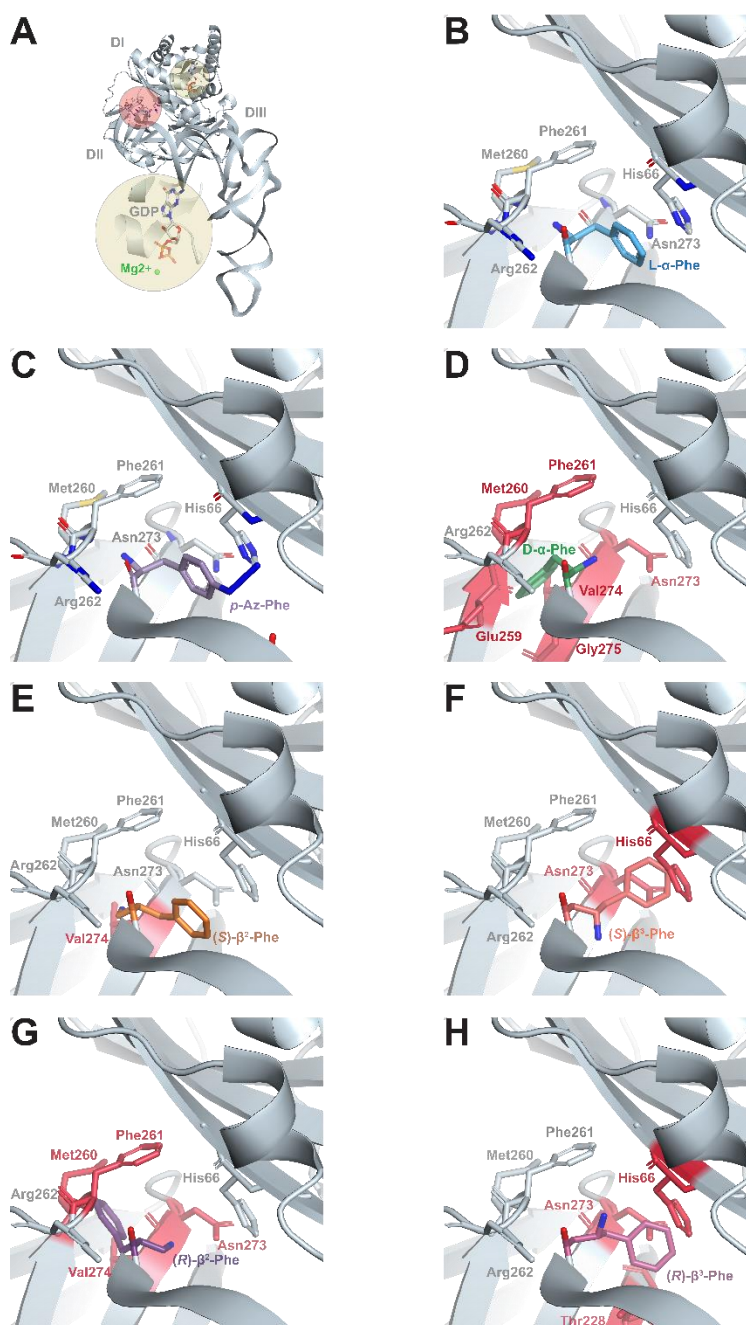 A
DI
DIII
DII
GDP
Mg2+
B
Phe261
Met260
His66
Asn273
Arg262
L-α-Phe
C
Phe261
Met260
His66
Asn273
Arg262
p-Az-Phe
D
Phe261
Met260
His66
Arg262
D-α-Phe
Val274
Asn273
Glu259
Gly275
E
Phe261
Met260
His66
Arg262
Asn273
Val274
(S)-β²-Phe
F
Phe261
Met260
His66
Asn273
Arg262
(S)-β³-Phe
G
Phe261
Met260
His66
Arg262
Asn273
Val274
(R)-β²-Phe
H
Phe261
Met260
His66
Asn273
Arg262
(R)-β³-Phe
Thr228